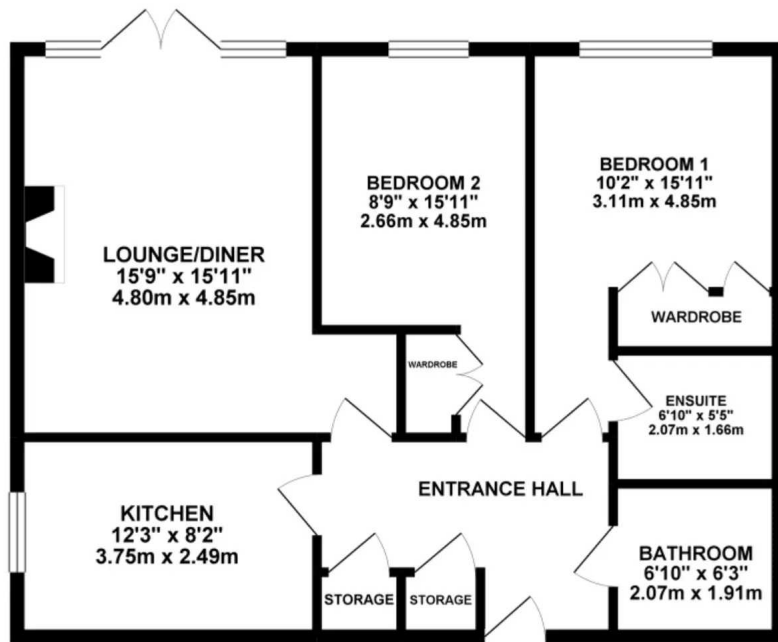 BEDROOM 1
10'2" x 15'11"
3.11m x 4.85m
BEDROOM 2
8'9" x 15'11"
2.66m x 4.85m
LOUNGE/DINER
15'9" x 15'11"
4.80m x 4.85m
WARDROBE
WARDROBE
ENSUITE
6'10" x 5'5"
2.07m x 1.66m
ENTRANCE HALL
KITCHEN
12'3" x 8'2"
3.75m x 2.49m
BATHROOM
6'10" x 6'3"
2.07m x 1.91m
STORAGE
STORAGE